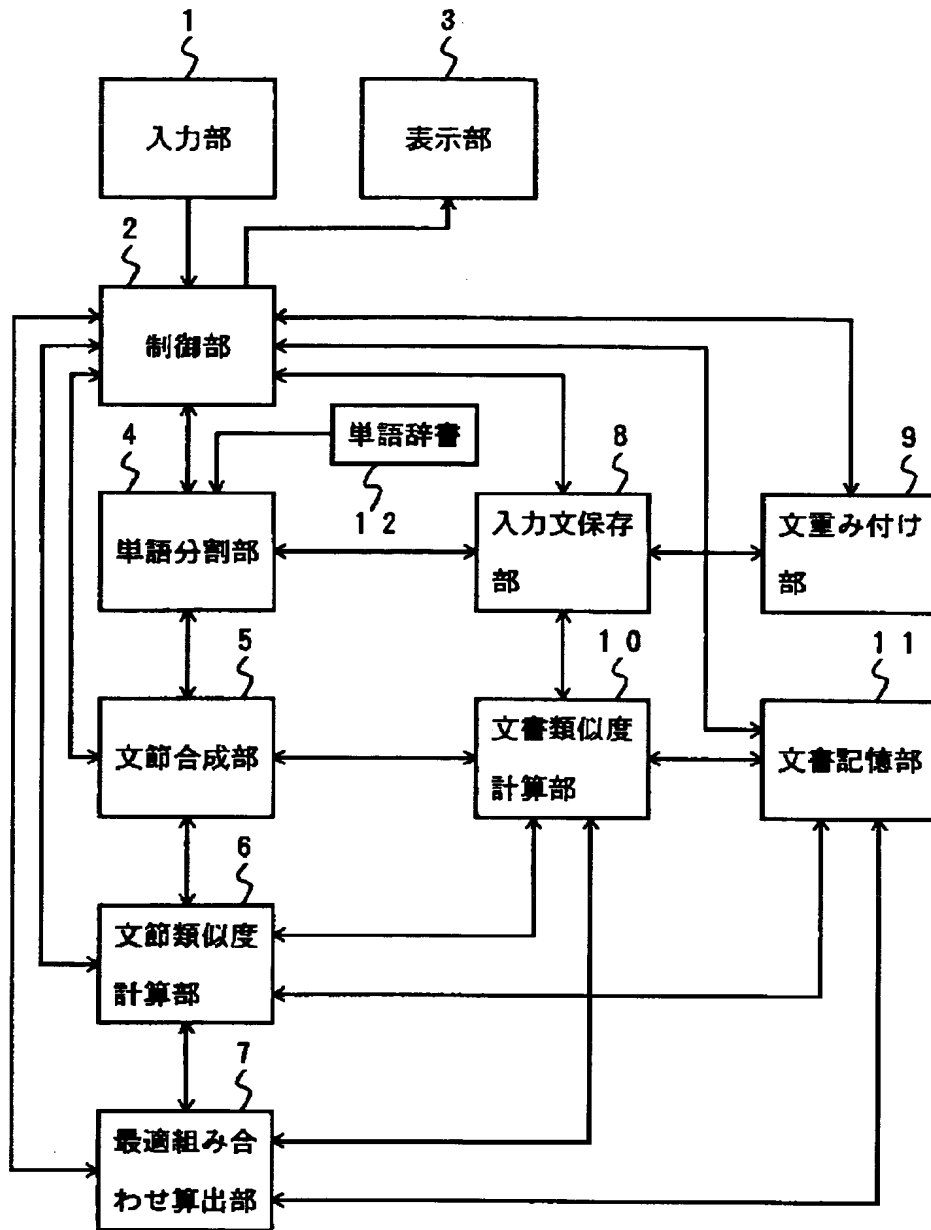 1
3
入力部
表示部
2
制御部
4
単語辞書
8
9
単語分割部
1 2
入力文保存
部
文重み付け
部
5
1 0
1 1
文節合成部
文書類似度
計算部
文書記憶部
6
文節類似度
計算部
7
最適組み合
わせ算出部